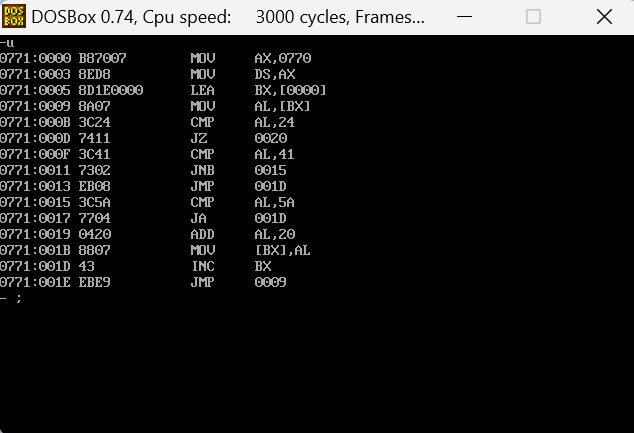 DOS BOX DOSBox 0.74, Cpu speed: 3000 cycles, Frames...
-u
0771:0000 B87007 MOV AX,0770
0771:0003 8ED8 MOV DS,AX
0771:0005 8D1E0000 LEA BX,[0000]
0771:0009 8A07 MOV AL,[BX]
0771:000B 3C24 CMP AL,24
0771:000D 7411 JZ 0020
0771:000F 3C41 CMP AL,41
0771:0011 7302 JNB 0015
0771:0013 EB08 JMP 001D
0771:0015 3C5A CMP AL,5A
0771:0017 7704 JA 001D
0771:0019 0420 ADD AL,20
0771:001B 8807 MOV [BX],AL
0771:001D 43 INC BX
0771:001E EBE9 JMP 0009
- ;